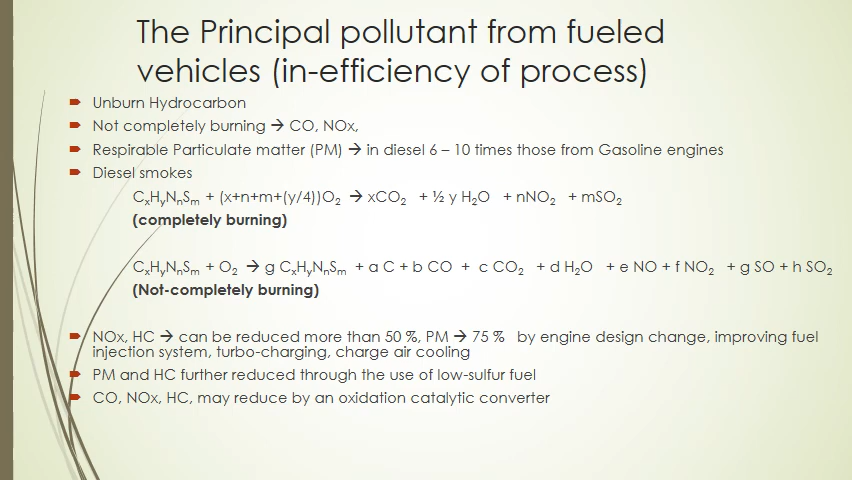 The Principal pollutant from fueled
vehicles (in-efficiency of process)
Unburn Hydrocarbon
Not completely burning → CO, NOx,
Respirable Particulate matter (PM) → in diesel 6 – 10 times those from Gasoline engines
Diesel smokes
CₓHᵧNₙSₘ + (x+n+m+(y/4))O₂ → xCO₂ + ½ y H₂O + nNO₂ + mSO₂
(completely burning)
CₓHᵧNₙSₘ + O₂ → g CₓHᵧNₙSₘ + a C + b CO + c CO₂ + d H₂O + e NO + f NO₂ + g SO + h SO₂
(Not-completely burning)
NOx, HC → can be reduced more than 50 %, PM → 75 % by engine design change, improving fuel
injection system, turbo-charging, charge air cooling
PM and HC further reduced through the use of low-sulfur fuel
CO, NOx, HC, may reduce by an oxidation catalytic converter